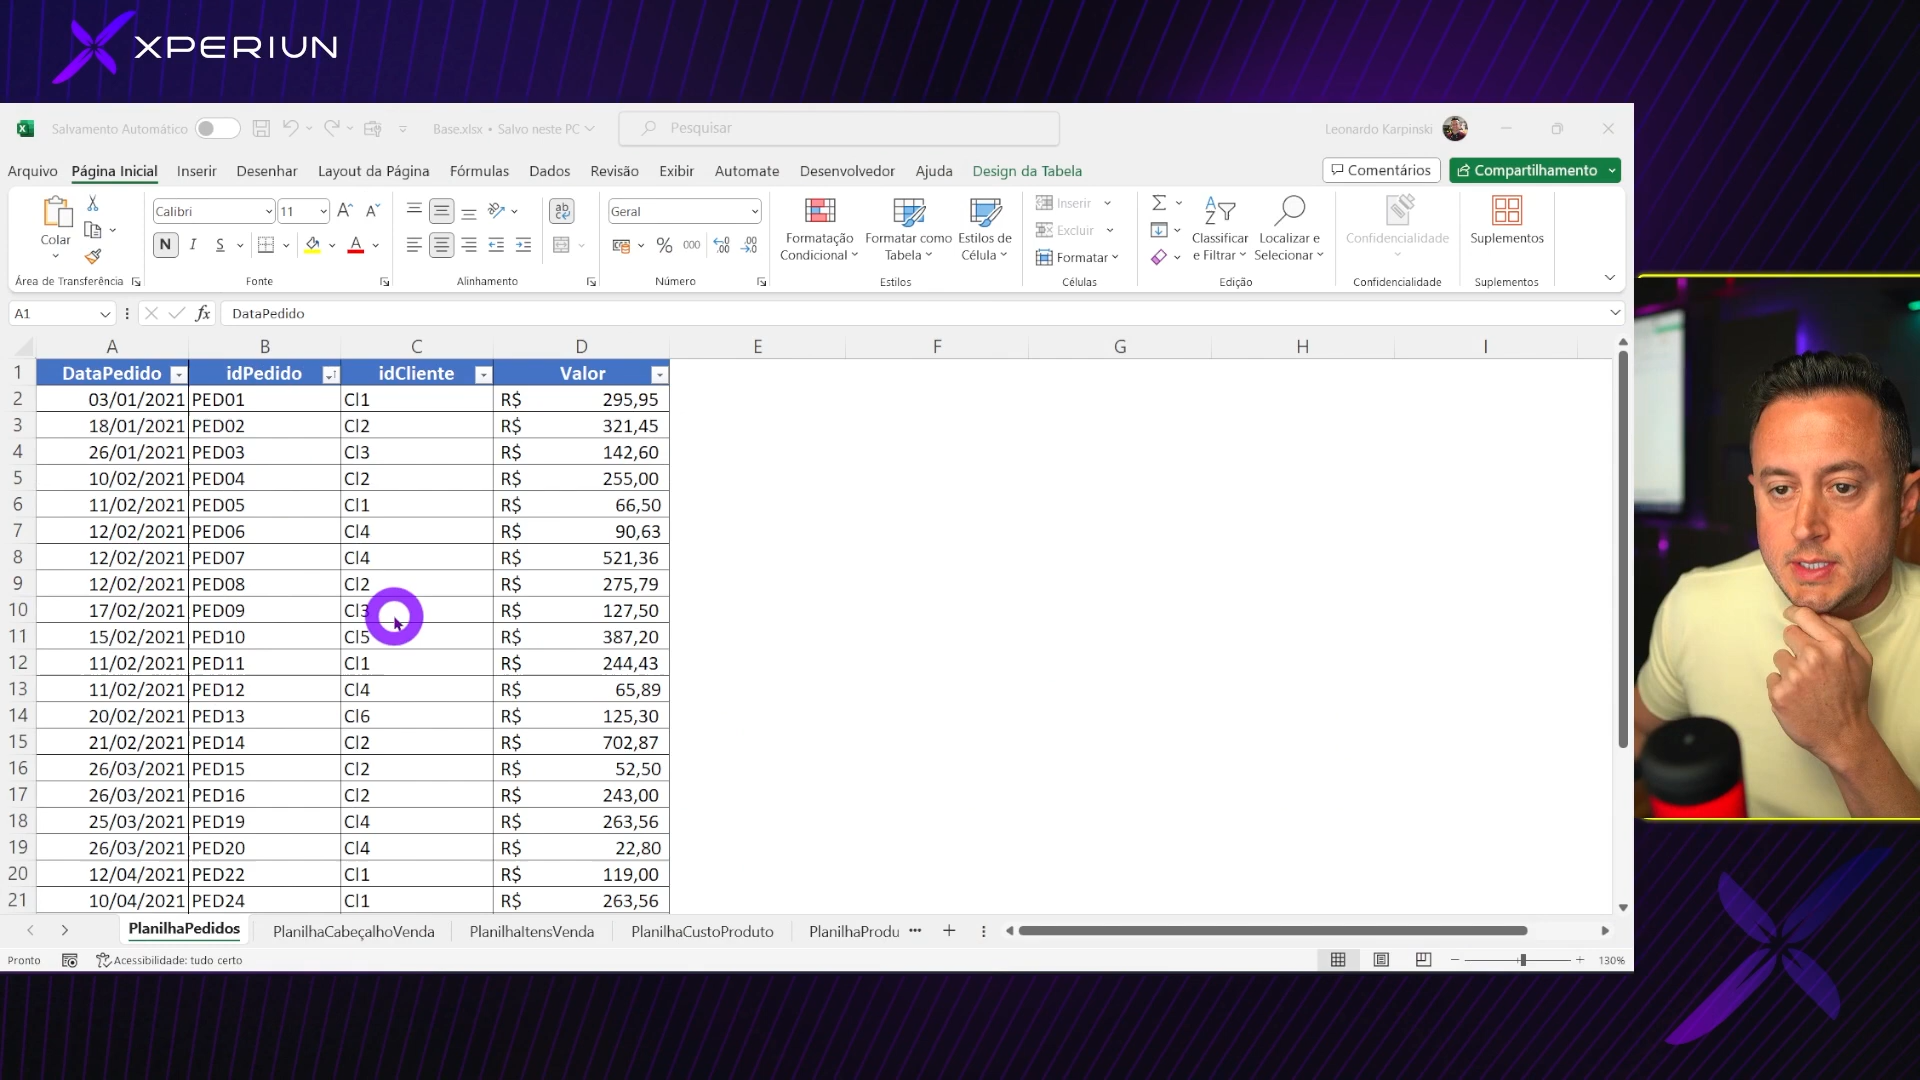 XPERIUN
Salvamento Automático
Base.xlsx • Salvo neste PC
Pesquisar
Leonardo Karpinski
Arquivo Página Inicial Inserir Desenhar Layout da Página Fórmulas Dados Revisão Exibir Automate Desenvolvedor Ajuda Design da Tabela
Comentários Compartilhamento
Colar
Calibri 11
N I S
Geral
% 000
Formatação Condicional
Formatar como Tabela
Estilos de Célula
Inserir
Excluir
Formatar
Classificar e Filtrar
Localizar e Selecionar
Confidencialidade
Suplementos
Área de Transferência Fonte Alinhamento Número Estilos Células Edição Confidencialidade Suplementos
A1 fx DataPedido
A B C D E F G H I
1 DataPedido idPedido idCliente Valor
2 03/01/2021 PED01 Cl1 R$ 295,95
3 18/01/2021 PED02 Cl2 R$ 321,45
4 26/01/2021 PED03 Cl3 R$ 142,60
5 10/02/2021 PED04 Cl2 R$ 255,00
6 11/02/2021 PED05 Cl1 R$ 66,50
7 12/02/2021 PED06 Cl4 R$ 90,63
8 12/02/2021 PED07 Cl4 R$ 521,36
9 12/02/2021 PED08 Cl2 R$ 275,79
10 17/02/2021 PED09 Cl3 R$ 127,50
11 15/02/2021 PED10 Cl5 R$ 387,20
12 11/02/2021 PED11 Cl1 R$ 244,43
13 11/02/2021 PED12 Cl4 R$ 65,89
14 20/02/2021 PED13 Cl6 R$ 125,30
15 21/02/2021 PED14 Cl2 R$ 702,87
16 26/03/2021 PED15 Cl2 R$ 52,50
17 26/03/2021 PED16 Cl2 R$ 243,00
18 25/03/2021 PED19 Cl4 R$ 263,56
19 26/03/2021 PED20 Cl4 R$ 22,80
20 12/04/2021 PED22 Cl1 R$ 119,00
21 10/04/2021 PED24 Cl1 R$ 263,56
PlanilhaPedidos PlanilhaCabeçalhoVenda PlanilhaItensVenda PlanilhaCustoProduto PlanilhaProdu ...
Pronto Acessibilidade: tudo certo 130%